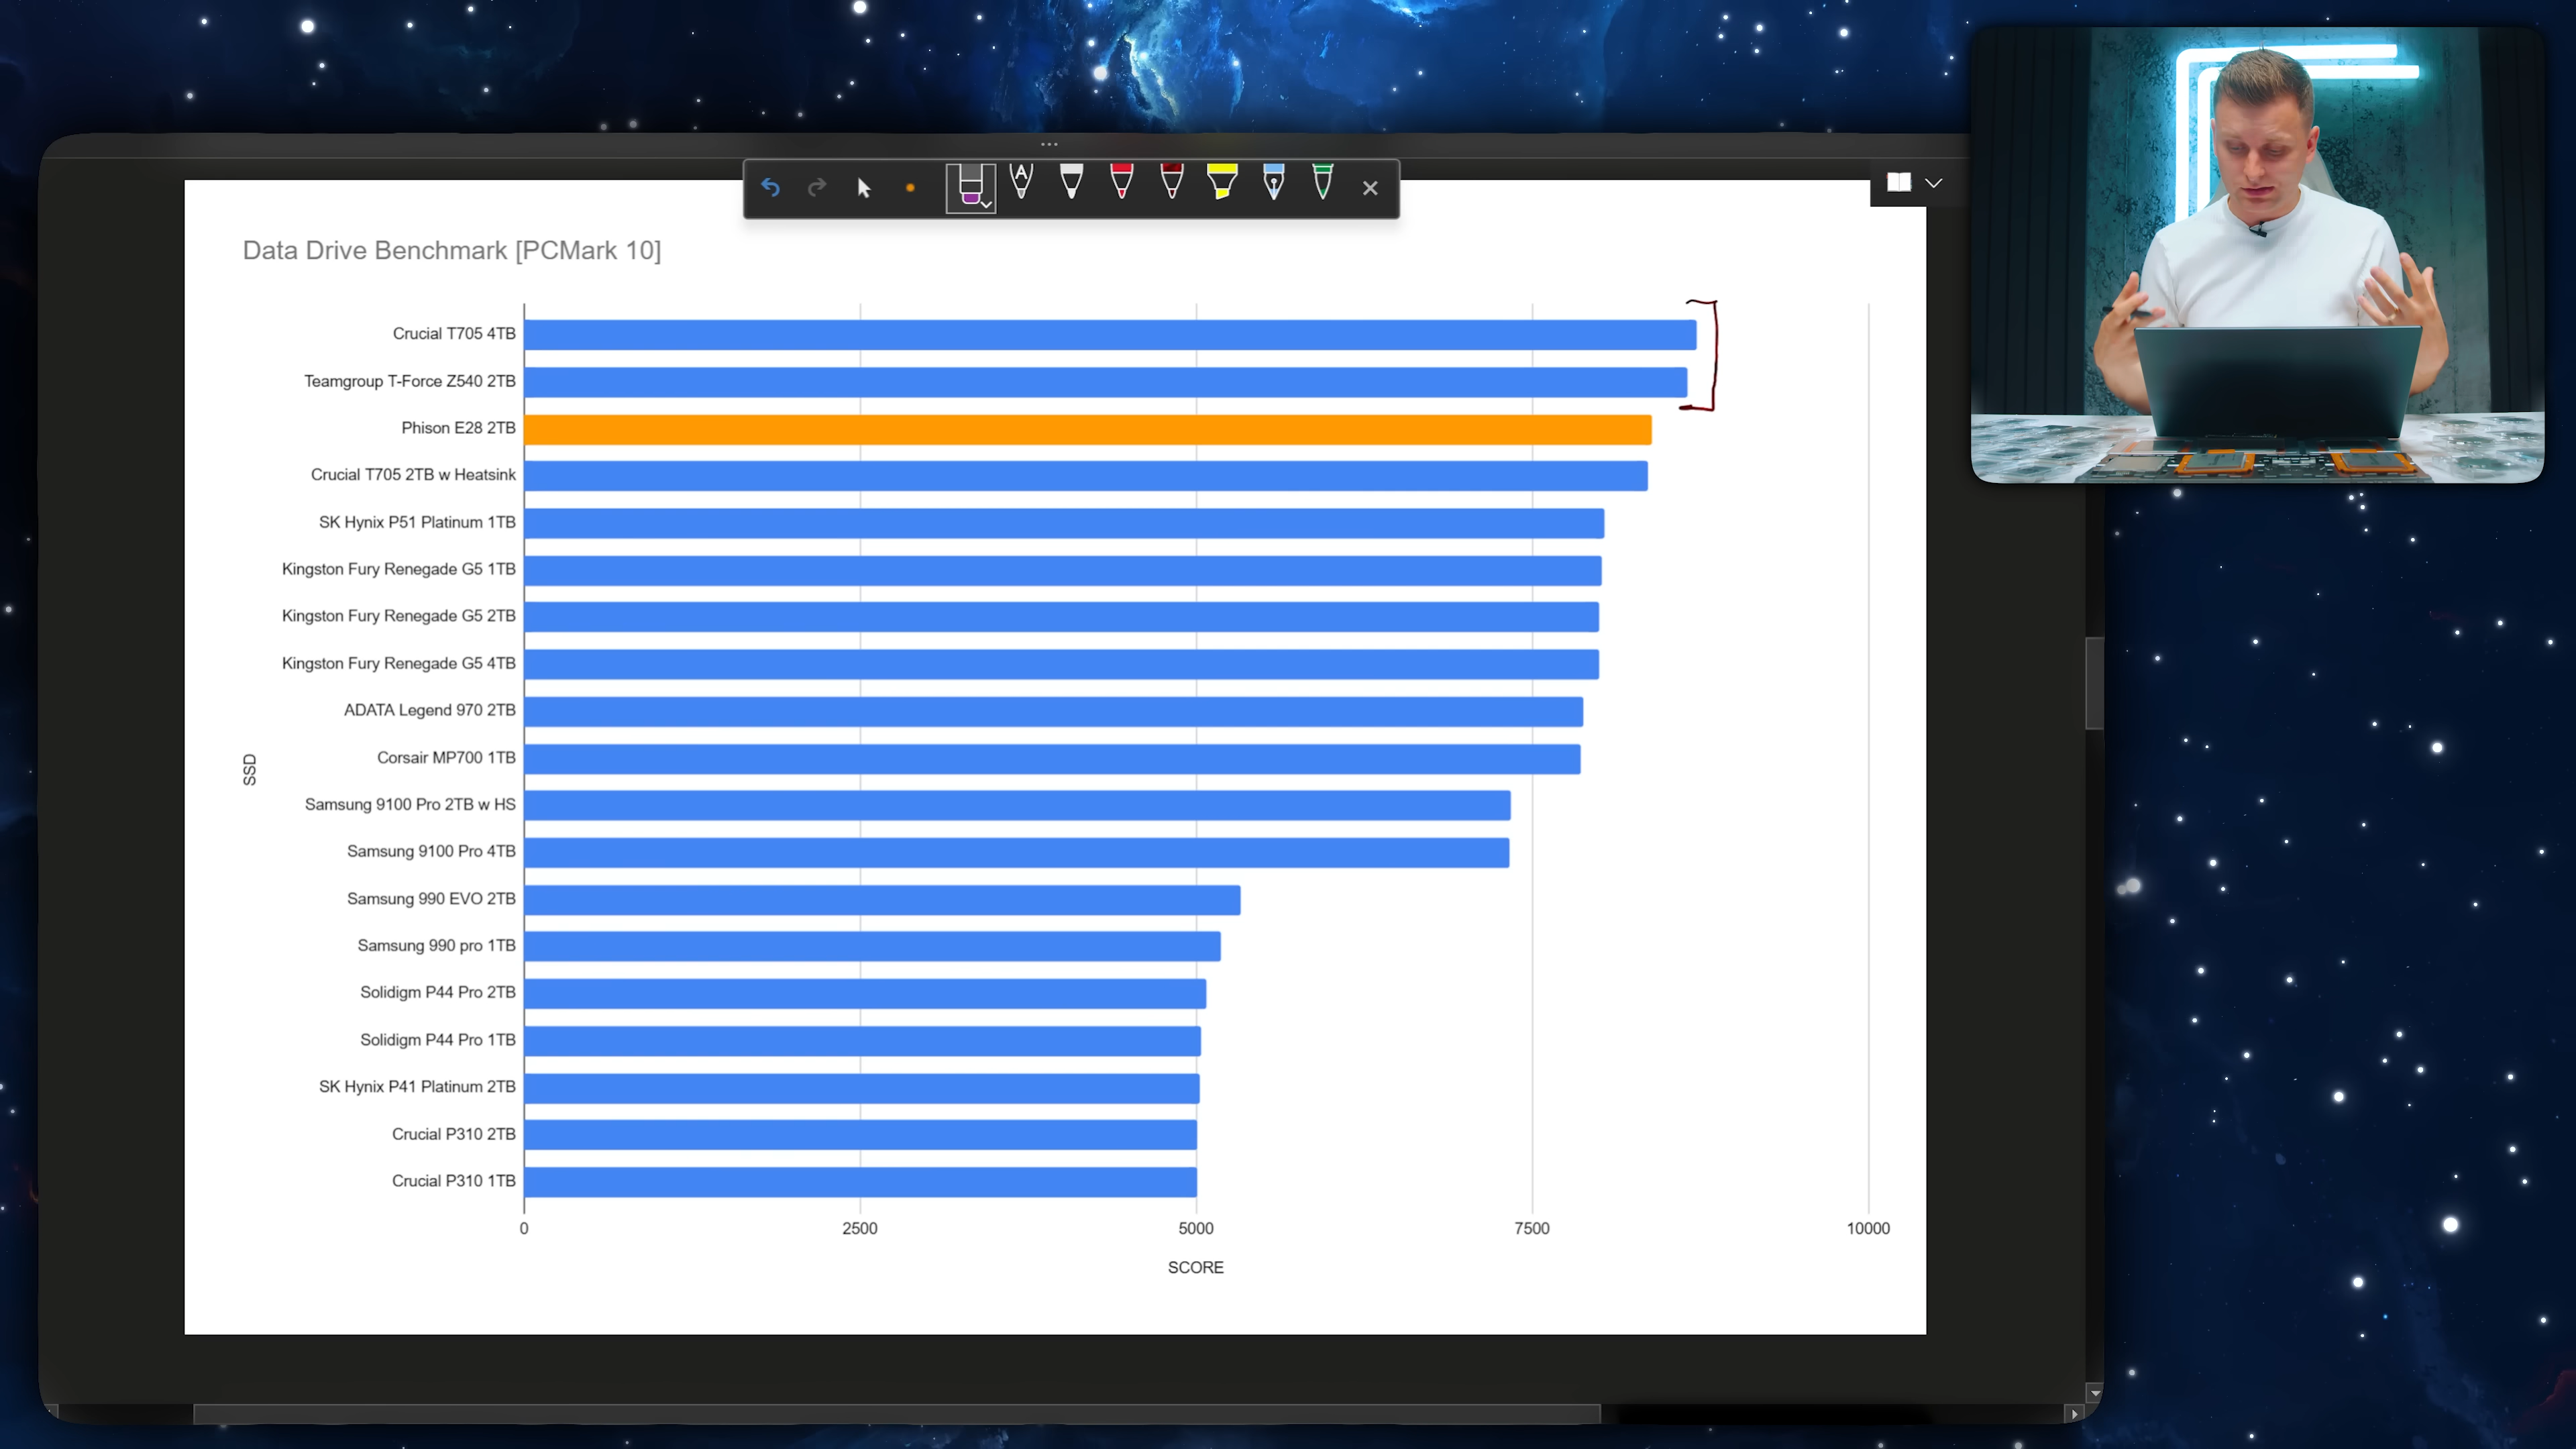 Data Drive Benchmark [PCMark 10]
Crucial T705 4TB
Teamgroup T-Force Z540 2TB
Phison E28 2TB
Crucial T705 2TB w Heatsink
SK Hynix P51 Platinum 1TB
Kingston Fury Renegade G5 1TB
Kingston Fury Renegade G5 2TB
Kingston Fury Renegade G5 4TB
ADATA Legend 970 2TB
Corsair MP700 1TB
SSD
Samsung 9100 Pro 2TB w HS
Samsung 9100 Pro 4TB
Samsung 990 EVO 2TB
Samsung 990 pro 1TB
Solidigm P44 Pro 2TB
Solidigm P44 Pro 1TB
SK Hynix P41 Platinum 2TB
Crucial P310 2TB
Crucial P310 1TB
0 2500 5000 7500 10000
SCORE